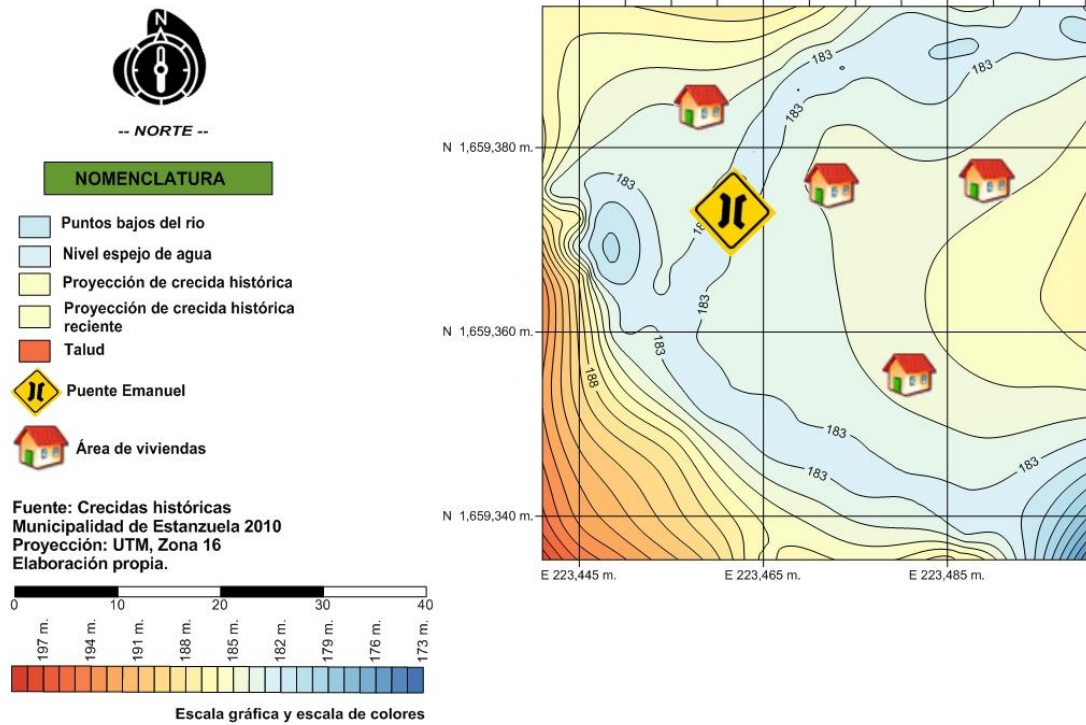 N
-- NORTE --
NOMENCLATURA
Puntos bajos del rio
Nivel espejo de agua
Proyección de crecida histórica
Proyección de crecida histórica
reciente
Talud
Puente Emanuel
Área de viviendas
Fuente: Crecidas históricas
Municipalidad de Estanzuela 2010
Proyección: UTM, Zona 16
Elaboración propia.
0 10 20 30 40
197 m. 194 m. 191 m. 188 m. 185 m. 182 m. 179 m. 176 m. 173 m.
Escala gráfica y escala de colores
183
183
183
N 1,659,380 m.
183
183
N 1,659,360 m.
183
188
183
183
183
N 1,659,340 m.
E 223,445 m. E 223,465 m. E 223,485 m.